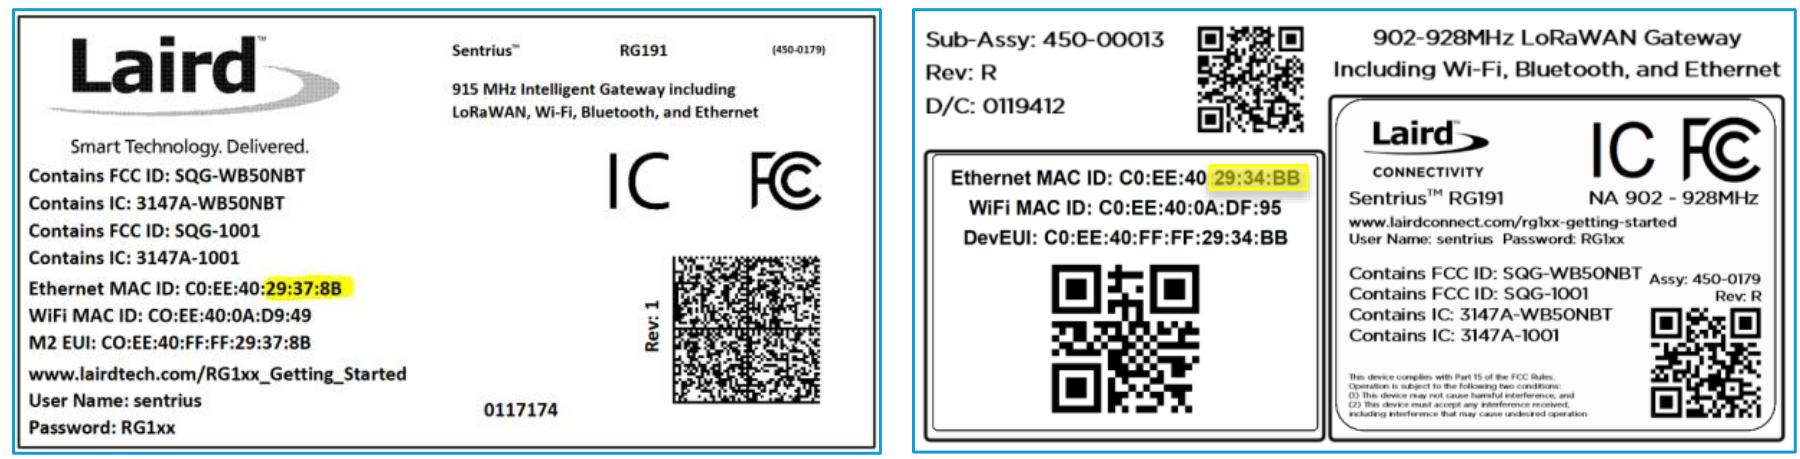 Laird™
Smart Technology. Delivered.
Sentrius™ RG191 (450-0179)
915 MHz Intelligent Gateway including
LoRaWAN, Wi-Fi, Bluetooth, and Ethernet
IC FC
Contains FCC ID: SQG-WB50NBT
Contains IC: 3147A-WB50NBT
Contains FCC ID: SQG-1001
Contains IC: 3147A-1001
Ethernet MAC ID: C0:EE:40:29:37:8B
WiFi MAC ID: CO:EE:40:0A:D9:49
M2 EUI: CO:EE:40:FF:FF:29:37:8B
www.lairdtech.com/RG1xx_Getting_Started
User Name: sentrius
Password: RG1xx
0117174
Rev: 1
Sub-Assy: 450-00013
Rev: R
D/C: 0119412
902-928MHz LoRaWAN Gateway
Including Wi-Fi, Bluetooth, and Ethernet
Ethernet MAC ID: C0:EE:40:29:34:BB
WiFi MAC ID: C0:EE:40:0A:DF:95
DevEUI: C0:EE:40:FF:FF:29:34:BB
Laird™
CONNECTIVITY
IC FC
Sentrius™ RG191 NA 902 - 928MHz
www.lairdconnect.com/rg1xx-getting-started
User Name: sentrius Password: RG1xx
Contains FCC ID: SQG-WB50NBT
Contains FCC ID: SQG-1001
Contains IC: 3147A-WB50NBT
Contains IC: 3147A-1001
Assy: 450-0179
Rev: R
This device complies with Part 15 of the FCC Rules.
Operation is subject to the following two conditions:
(1) This device may not cause harmful interference, and
(2) This device must accept any interference received,
including interference that may cause undesired operation